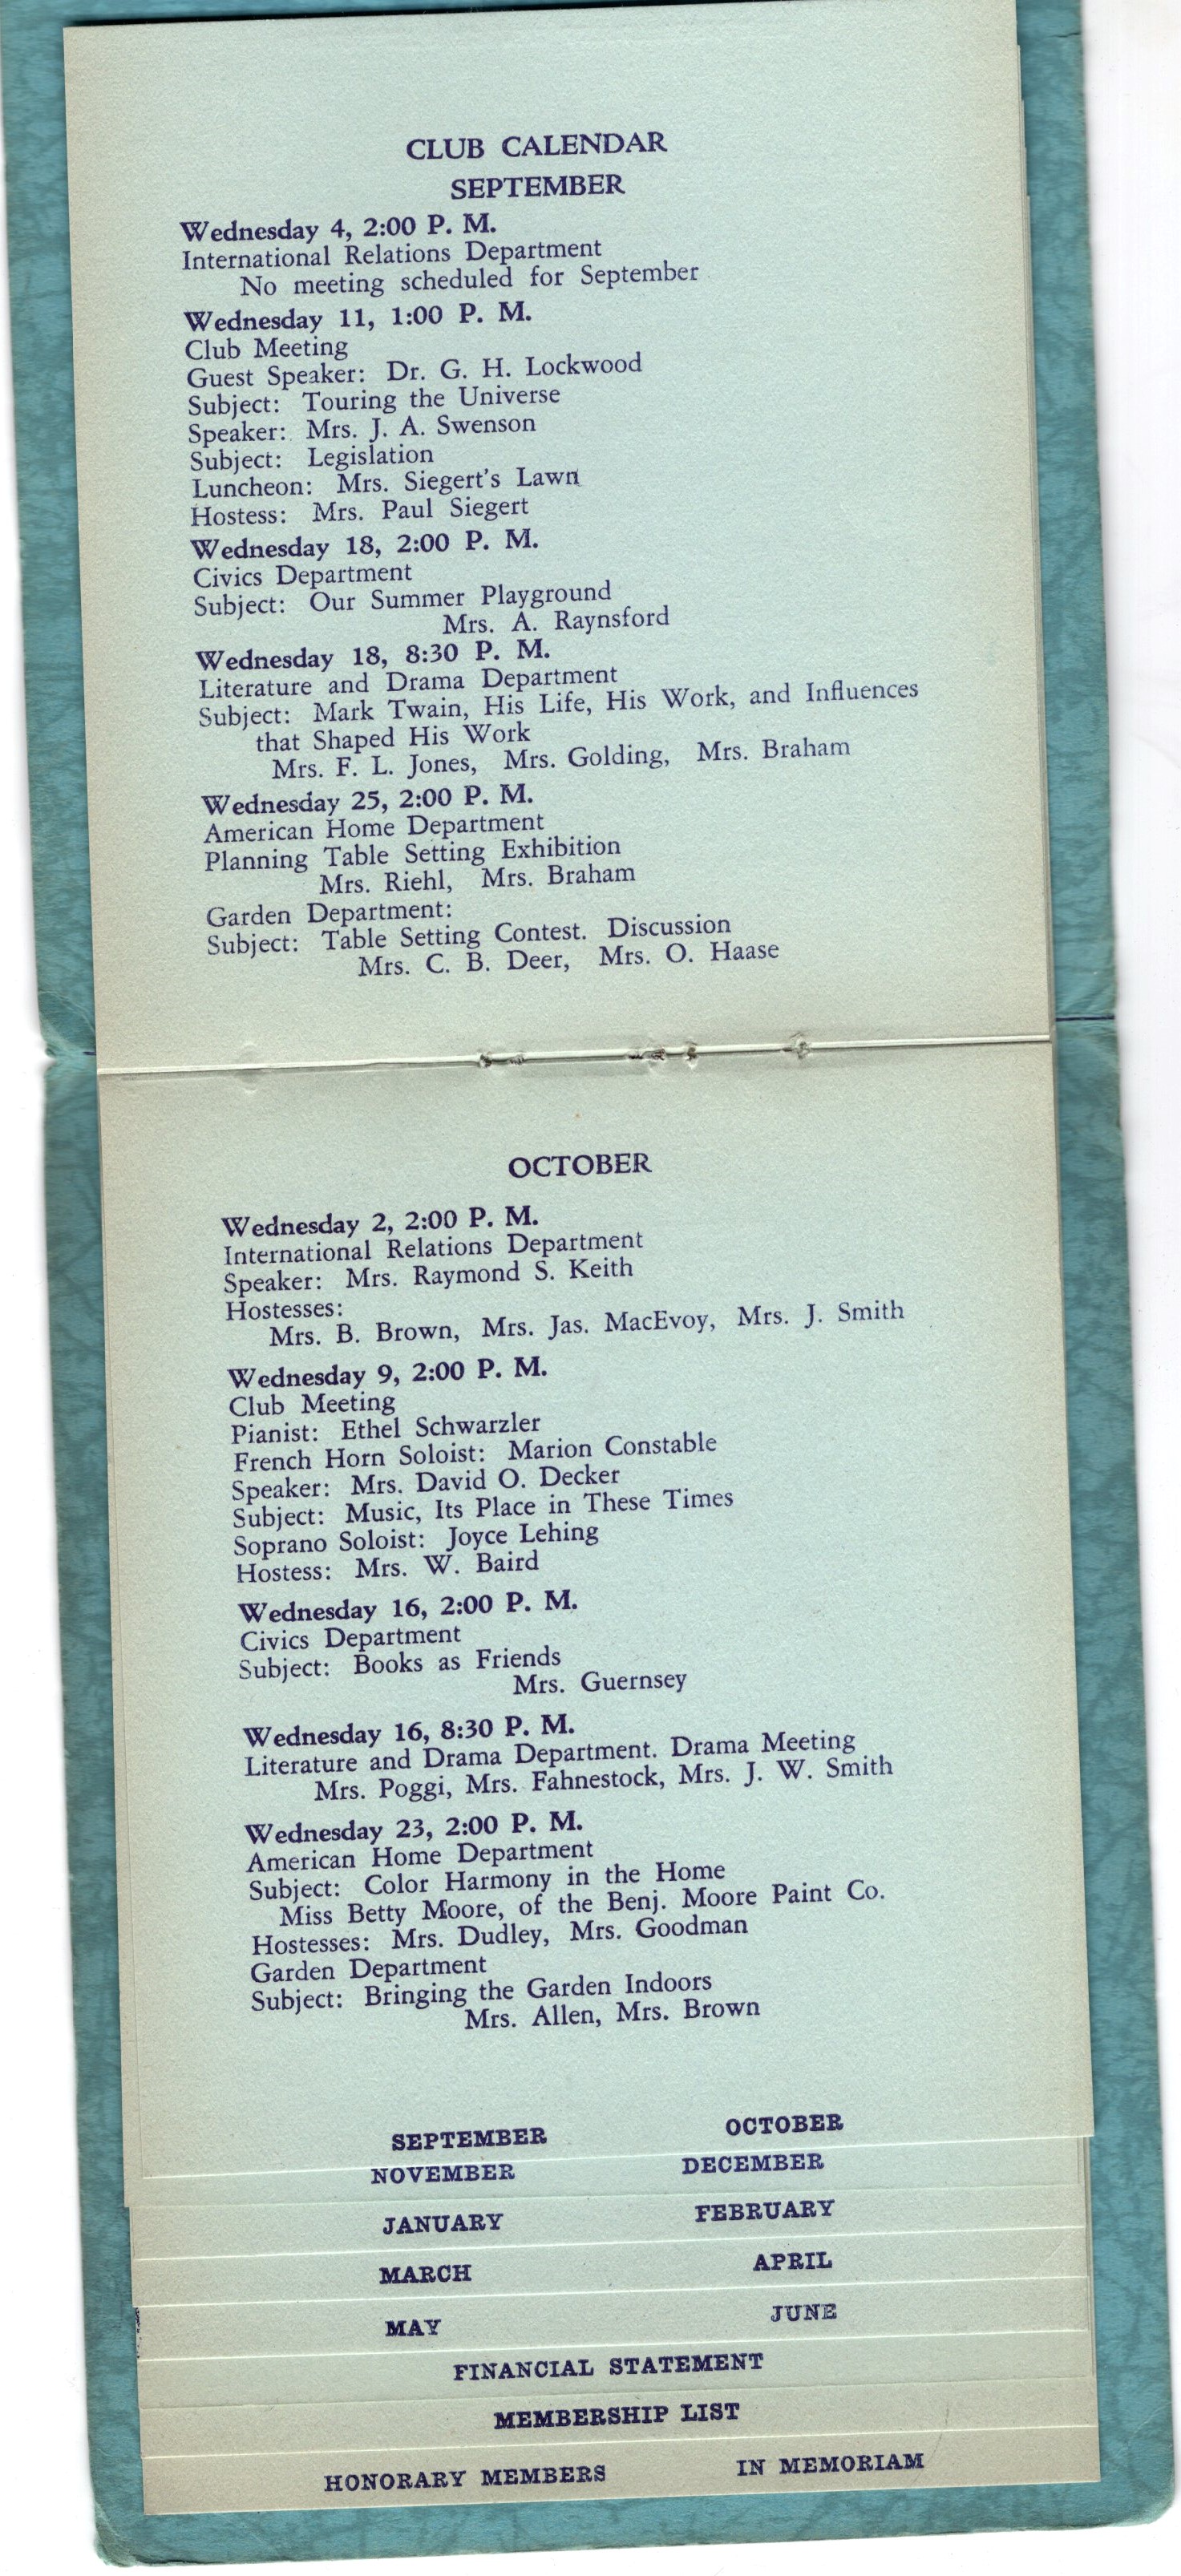 CLUB CALENDAR
SEPTEMBER
Wednesday 4, 2:00 P. M.
International Relations Department
No meeting scheduled for September
Wednesday 11, 1:00 P. M.
Club Meeting
Guest Speaker: Dr. G. H. Lockwood
Subject: Touring the Universe
Speaker: Mrs. J. A. Swenson
Subject: Legislation
Luncheon: Mrs. Siegert's Lawn
Hostess: Mrs. Paul Siegert
Wednesday 18, 2:00 P. M.
Civics Department
Subject: Our Summer Playground
Mrs. A. Raynsford
Wednesday 18, 8:30 P. M.
Literature and Drama Department
Subject: Mark Twain, His Life, His Work, and Influences
that Shaped His Work
Mrs. F. L. Jones, Mrs. Golding, Mrs. Braham
Wednesday 25, 2:00 P. M.
American Home Department
Planning Table Setting Exhibition
Mrs. Riehl, Mrs. Braham
Garden Department:
Subject: Table Setting Contest. Discussion
Mrs. C. B. Deer, Mrs. O. Haase
OCTOBER
Wednesday 2, 2:00 P. M.
International Relations Department
Speaker: Mrs. Raymond S. Keith
Hostesses:
Mrs. B. Brown, Mrs. Jas. MacEvoy, Mrs. J. Smith
Wednesday 9, 2:00 P. M.
Club Meeting
Pianist: Ethel Schwarzler
French Horn Soloist: Marion Constable
Speaker: Mrs. David O. Decker
Subject: Music, Its Place in These Times
Soprano Soloist: Joyce Lehing
Hostess: Mrs. W. Baird
Wednesday 16, 2:00 P. M.
Civics Department
Subject: Books as Friends
Mrs. Guernsey
Wednesday 16, 8:30 P. M.
Literature and Drama Department. Drama Meeting
Mrs. Poggi, Mrs. Fahnestock, Mrs. J. W. Smith
Wednesday 23, 2:00 P. M.
American Home Department
Subject: Color Harmony in the Home
Miss Betty Moore, of the Benj. Moore Paint Co.
Hostesses: Mrs. Dudley, Mrs. Goodman
Garden Department
Subject: Bringing the Garden Indoors
Mrs. Allen, Mrs. Brown
SEPTEMBER OCTOBER
NOVEMBER DECEMBER
JANUARY FEBRUARY
MARCH APRIL
MAY JUNE
FINANCIAL STATEMENT
MEMBERSHIP LIST
HONORARY MEMBERS IN MEMORIAM